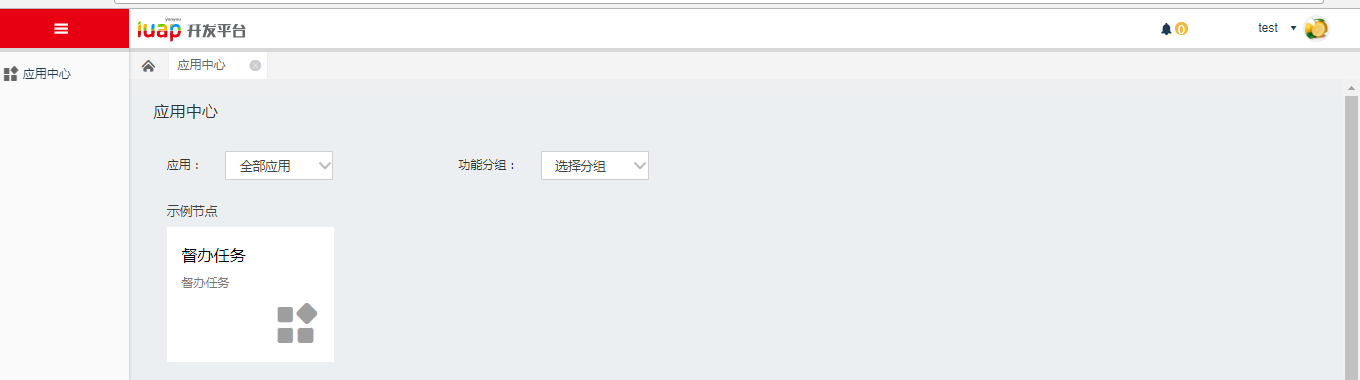 yonyou
iuap 开发平台
0
test
应用中心
应用中心
应用中心
应用：
全部应用
功能分组：
选择分组
示例节点
督办任务
督办任务